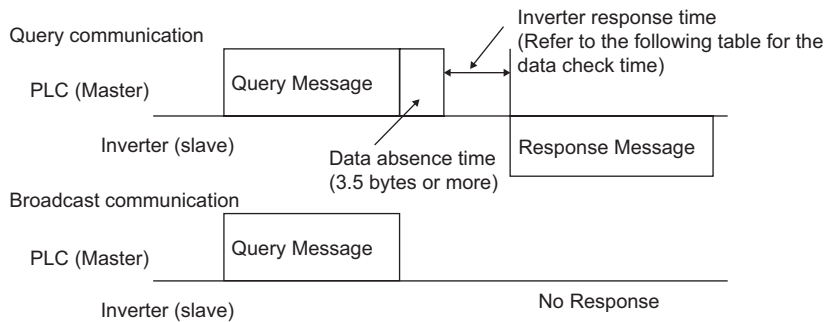 Query communication
Inverter response time
(Refer to the following table for the
data check time)
PLC (Master)
Query Message
Inverter (slave)
Data absence time
(3.5 bytes or more)
Response Message
Broadcast communication
PLC (Master)
Query Message
Inverter (slave)
No Response